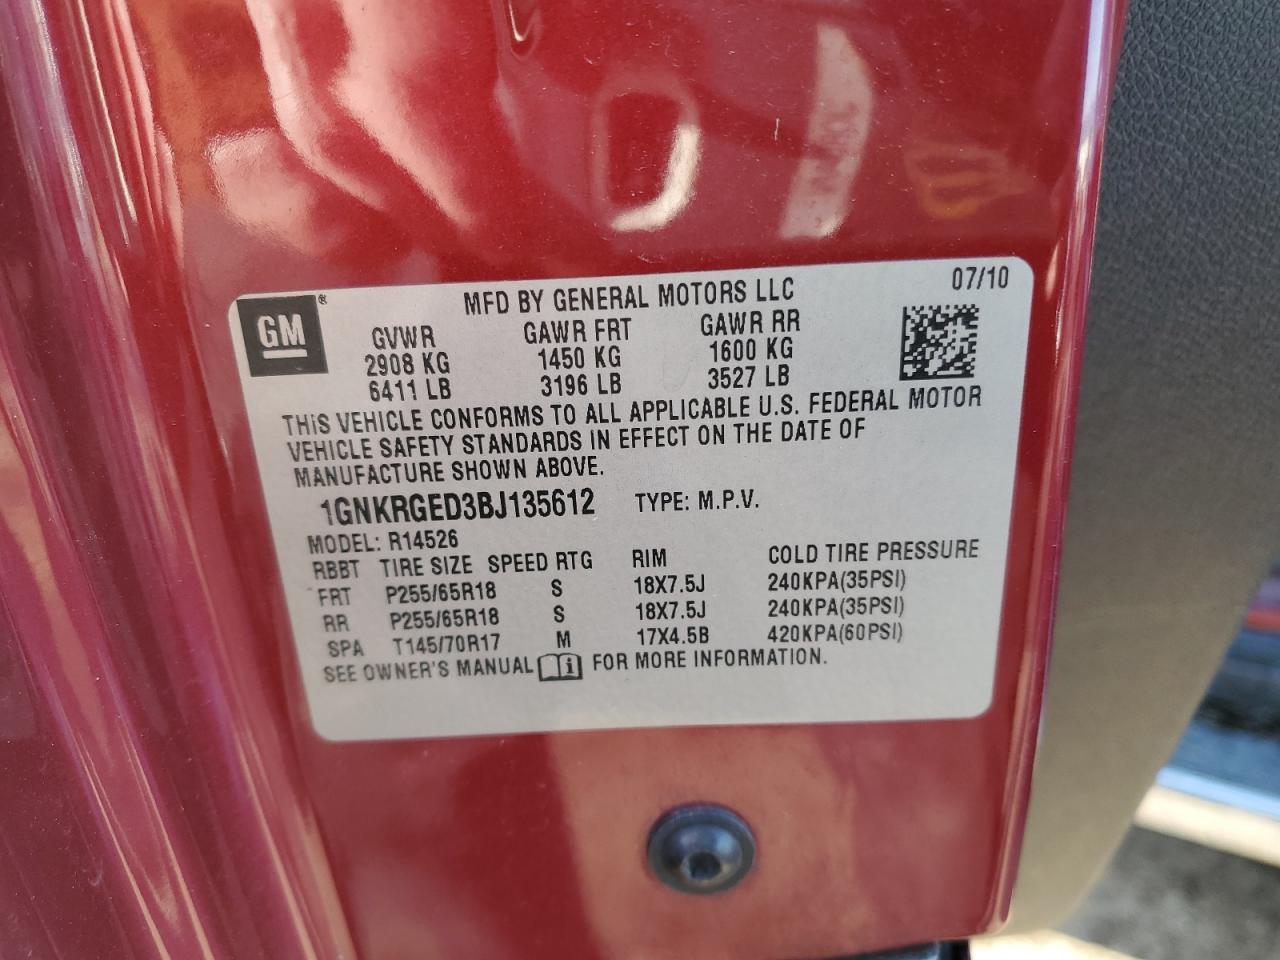 07/10
GM® MFD BY GENERAL MOTORS LLC
GVWR GAWR FRT GAWR RR
2908 KG 1450 KG 1600 KG
6411 LB 3196 LB 3527 LB
THIS VEHICLE CONFORMS TO ALL APPLICABLE U.S. FEDERAL MOTOR
VEHICLE SAFETY STANDARDS IN EFFECT ON THE DATE OF
MANUFACTURE SHOWN ABOVE.
1GNKRGED3BJ135612 TYPE: M.P.V.
MODEL: R14526
RBBT TIRE SIZE SPEED RTG RIM COLD TIRE PRESSURE
FRT P255/65R18 S 18X7.5J 240KPA(35PSI)
RR P255/65R18 S 18X7.5J 240KPA(35PSI)
SPA T145/70R17 M 17X4.5B 420KPA(60PSI)
SEE OWNER'S MANUAL FOR MORE INFORMATION.